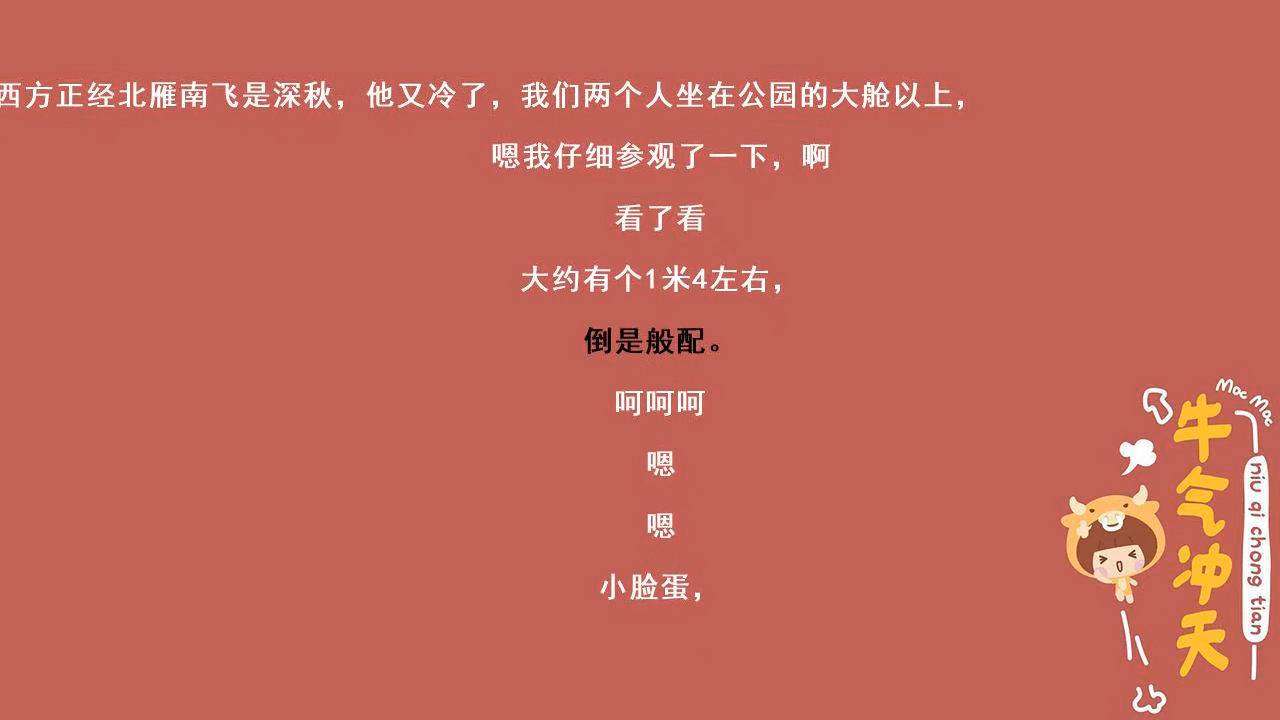 西方正经北雁南飞是深秋，他又冷了，我们两个人坐在公园的大舱以上，
嗯我仔细参观了一下，啊
看了看
大约有个1米4左右，
倒是般配。
呵呵呵
嗯
嗯
小脸蛋，
Moc Moc
牛气冲天
niu qi chong tian